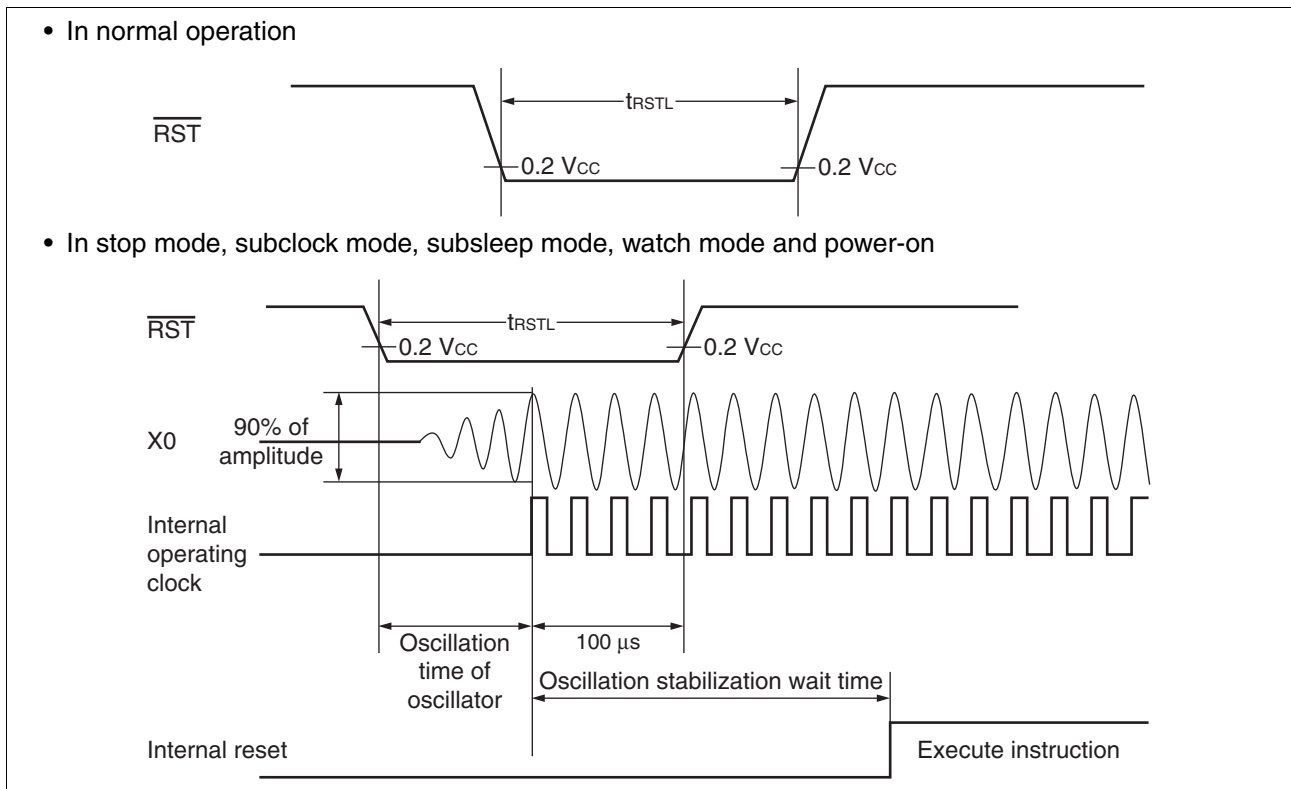 • In normal operation
tRSTL
RST
0.2 VCC
0.2 VCC
• In stop mode, subclock mode, subsleep mode, watch mode and power-on
RST
tRSTL
0.2 VCC
0.2 VCC
X0
90% of
amplitude
Internal
operating
clock
Oscillation
time of
oscillator
100 μs
Oscillation stabilization wait time
Internal reset
Execute instruction